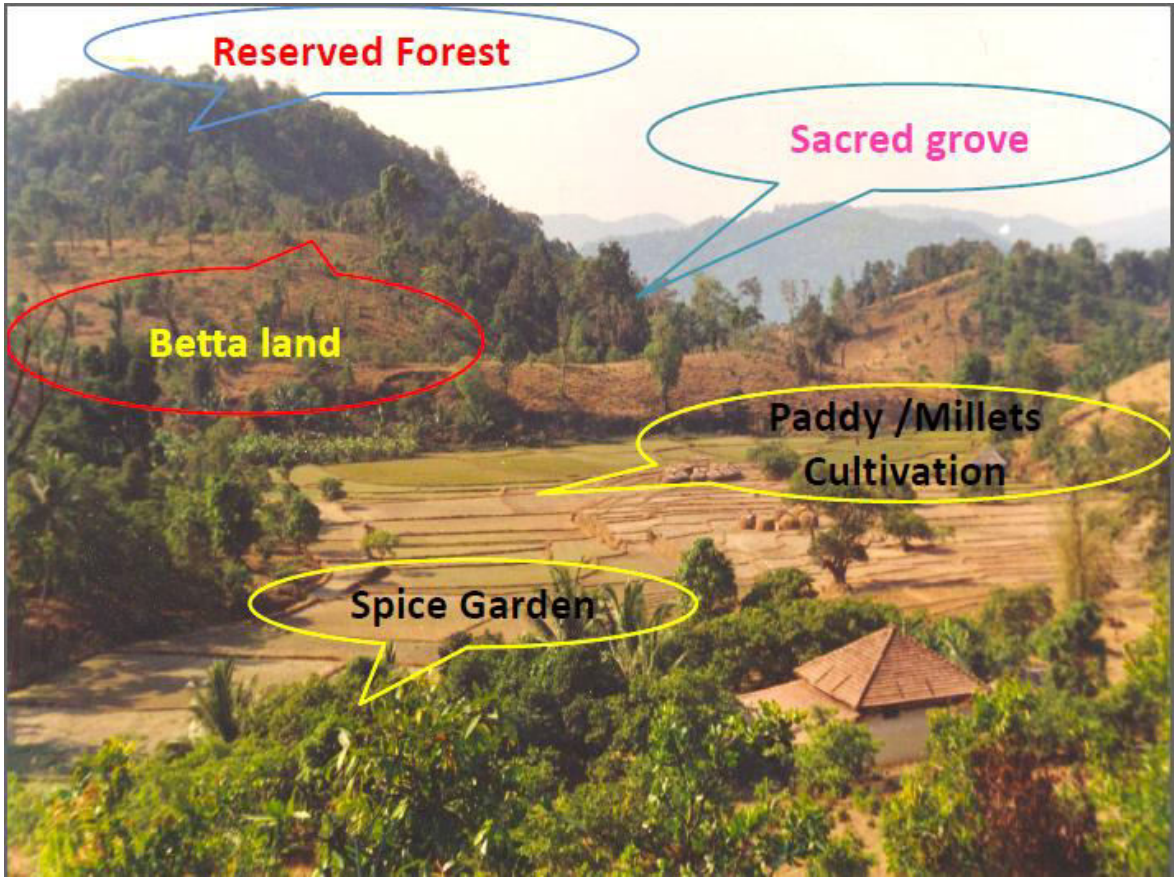 Reserved Forest
Sacred grove
Betta land
Paddy /Millets
Cultivation
Spice Garden